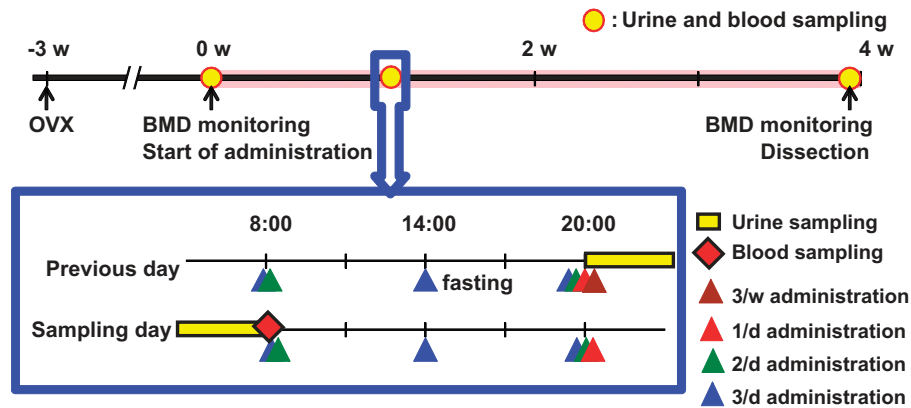 : Urine and blood sampling
-3 w
0 w
2 w
4 w
OVX
BMD monitoring
Start of administration
BMD monitoring
Dissection
8:00
14:00
20:00
Previous day
fasting
Sampling day
Urine sampling
Blood sampling
3/w administration
1/d administration
2/d administration
3/d administration